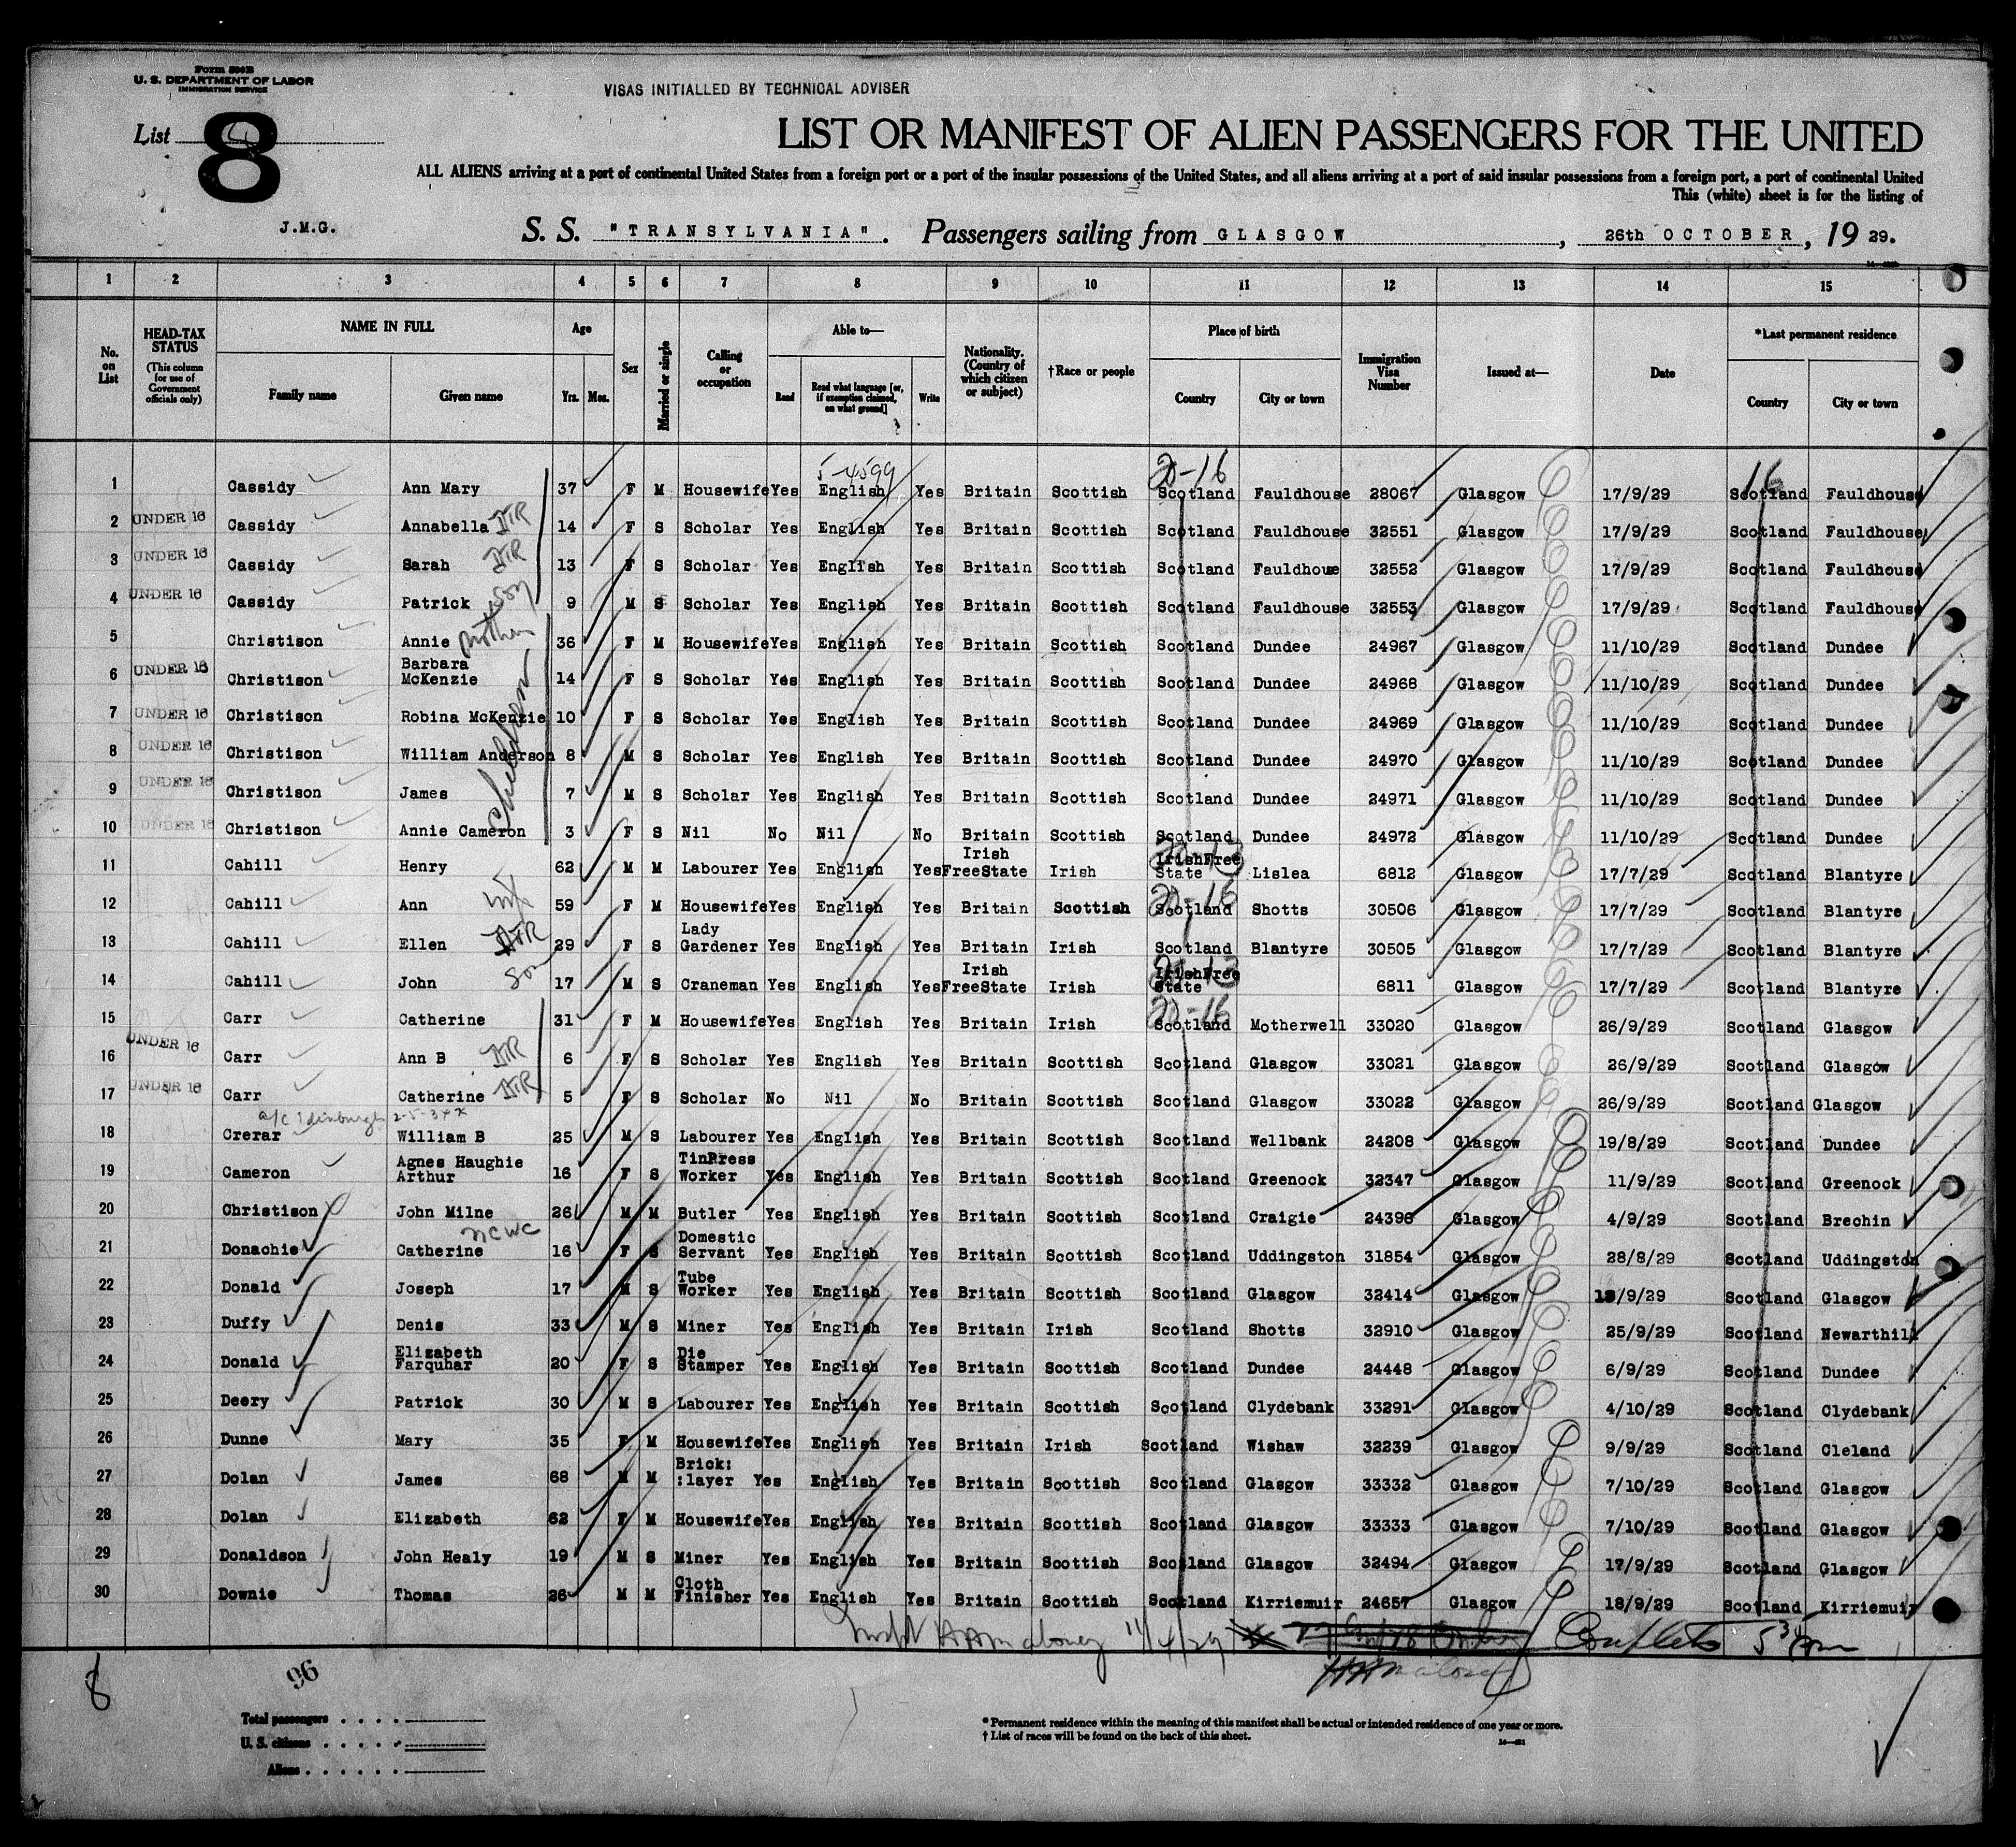 Form 500B
U. S. DEPARTMENT OF LABOR
IMMIGRATION SERVICE
VISAS INITIALLED BY TECHNICAL ADVISER
List 8
LIST OR MANIFEST OF ALIEN PASSENGERS FOR THE UNITED
ALL ALIENS arriving at a port of continental United States from a foreign port or a port of the insular possessions of the United States, and all aliens arriving at a port of said insular possessions from a foreign port, a port of continental United
This (white) sheet is for the listing of
J.M.G.
S. S. "TRANSYLVANIA". Passengers sailing from GLASGOW, 26th OCTOBER, 19 29.
1 2 3 4 5 6 7 8 9 10 11 12 13 14 15
No. on List
HEAD-TAX STATUS (This column for use of Government officials only)
NAME IN FULL
Family name Given name
Age
Yrs. Mos.
Sex
Married or single
Calling or occupation
Able to—
Read Read what language [or, if exemption claimed, on what ground] Write
Nationality. (Country of which citizen or subject)
†Race or people
Place of birth
Country City or town
Immigration Visa Number
Issued at—
Date
*Last permanent residence
Country City or town
5-4599 20-16 16
1 Cassidy Ann Mary 37 F M Housewife Yes English Yes Britain Scottish Scotland Fauldhouse 28067 Glasgow 17/9/29 Scotland Fauldhouse
2 UNDER 16 Cassidy Annabella DTR 14 F S Scholar Yes English Yes Britain Scottish Scotland Fauldhouse 32551 Glasgow 17/9/29 Scotland Fauldhouse
3 UNDER 16 Cassidy Sarah DTR 13 F S Scholar Yes English Yes Britain Scottish Scotland Fauldhouse 32552 Glasgow 17/9/29 Scotland Fauldhouse
4 UNDER 16 Cassidy Patrick Son 9 M S Scholar Yes English Yes Britain Scottish Scotland Fauldhouse 32553 Glasgow 17/9/29 Scotland Fauldhouse
5 Christison Annie mother 36 F M Housewife Yes English Yes Britain Scottish Scotland Dundee 24967 Glasgow 11/10/29 Scotland Dundee
6 UNDER 16 Christison Barbara McKenzie 14 F S Scholar Yes English Yes Britain Scottish Scotland Dundee 24968 Glasgow 11/10/29 Scotland Dundee
children
7 UNDER 16 Christison Robina McKenzie 10 F S Scholar Yes English Yes Britain Scottish Scotland Dundee 24969 Glasgow 11/10/29 Scotland Dundee
8 UNDER 16 Christison William Anderson 8 M S Scholar Yes English Yes Britain Scottish Scotland Dundee 24970 Glasgow 11/10/29 Scotland Dundee
9 UNDER 16 Christison James 7 M S Scholar Yes English Yes Britain Scottish Scotland Dundee 24971 Glasgow 11/10/29 Scotland Dundee
10 UNDER 16 Christison Annie Cameron 3 F S Nil No Nil No Britain Scottish Scotland Dundee 24972 Glasgow 11/10/29 Scotland Dundee
11 Cahill Henry 62 M M Labourer Yes English Yes Irish FreeState Irish IrishFree State Lislea 6812 Glasgow 17/7/29 Scotland Blantyre
12 Cahill Ann wife 59 F M Housewife Yes English Yes Britain Scottish 20-16 Scotland Shotts 30506 Glasgow 17/7/29 Scotland Blantyre
13 Cahill Ellen DTR 29 F S Lady Gardener Yes English Yes Britain Irish Scotland Blantyre 30505 Glasgow 17/7/29 Scotland Blantyre
14 Cahill John Son 17 M S Craneman Yes English Yes Irish FreeState Irish IrishFree State 6811 Glasgow 17/7/29 Scotland Blantyre
15 Carr Catherine 31 F M Housewife Yes English Yes Britain Irish 20-16 Scotland Motherwell 33020 Glasgow 26/9/29 Scotland Glasgow
16 UNDER 16 Carr Ann B DTR 6 F S Scholar Yes English Yes Britain Scottish Scotland Glasgow 33021 Glasgow 26/9/29 Scotland Glasgow
17 UNDER 16 Carr Catherine DTR 5 F S Scholar No Nil No Britain Scottish Scotland Glasgow 33022 Glasgow 26/9/29 Scotland Glasgow
a/c Edinburgh
18 Crerar William B 25 M S Labourer Yes English Yes Britain Scottish Scotland Wellbank 24208 Glasgow 19/8/29 Scotland Dundee
19 Cameron Agnes Haughie Arthur 16 F S TinPress Worker Yes English Yes Britain Scottish Scotland Greenock 32347 Glasgow 11/9/29 Scotland Greenock
20 Christison John Milne 26 M M Butler Yes English Yes Britain Scottish Scotland Craigie 24396 Glasgow 4/9/29 Scotland Brechin
NCWC
21 Donachie Catherine 16 F S Domestic Servant Yes English Yes Britain Scottish Scotland Uddingston 31854 Glasgow 28/8/29 Scotland Uddingston
22 Donald Joseph 17 M S Tube Worker Yes English Yes Britain Scottish Scotland Glasgow 32414 Glasgow /9/29 Scotland Glasgow
23 Duffy Denis 33 M S Miner Yes English Yes Britain Irish Scotland Shotts 32910 Glasgow 25/9/29 Scotland Newarthill
24 Donald Elizabeth Farquhar 20 F S Die Stamper Yes English Yes Britain Scottish Scotland Dundee 24448 Glasgow 6/9/29 Scotland Dundee
25 Deery Patrick 30 M S Labourer Yes English Yes Britain Scottish Scotland Clydebank 33291 Glasgow 4/10/29 Scotland Clydebank
26 Dunne Mary 35 F M Housewife Yes English Yes Britain Irish Scotland Wishaw 32239 Glasgow 9/9/29 Scotland Cleland
27 Dolan James 68 M M Brick: :layer Yes English Yes Britain Scottish Scotland Glasgow 33332 Glasgow 7/10/29 Scotland Glasgow
28 Dolan Elizabeth 62 F M Housewife Yes English Yes Britain Scottish Scotland Glasgow 33333 Glasgow 7/10/29 Scotland Glasgow
29 Donaldson John Healy 19 M S Miner Yes English Yes Britain Scottish Scotland Glasgow 32494 Glasgow 17/9/29 Scotland Glasgow
30 Downie Thomas 26 M M Cloth Finisher Yes English Yes Britain Scottish Scotland Kirriemuir 24657 Glasgow 18/9/29 Scotland Kirriemuir
Complete
8
96
Total passengers
U. S. citizens
Aliens
* Permanent residence within the meaning of this manifest shall be actual or intended residence of one year or more.
† List of races will be found on the back of this sheet.